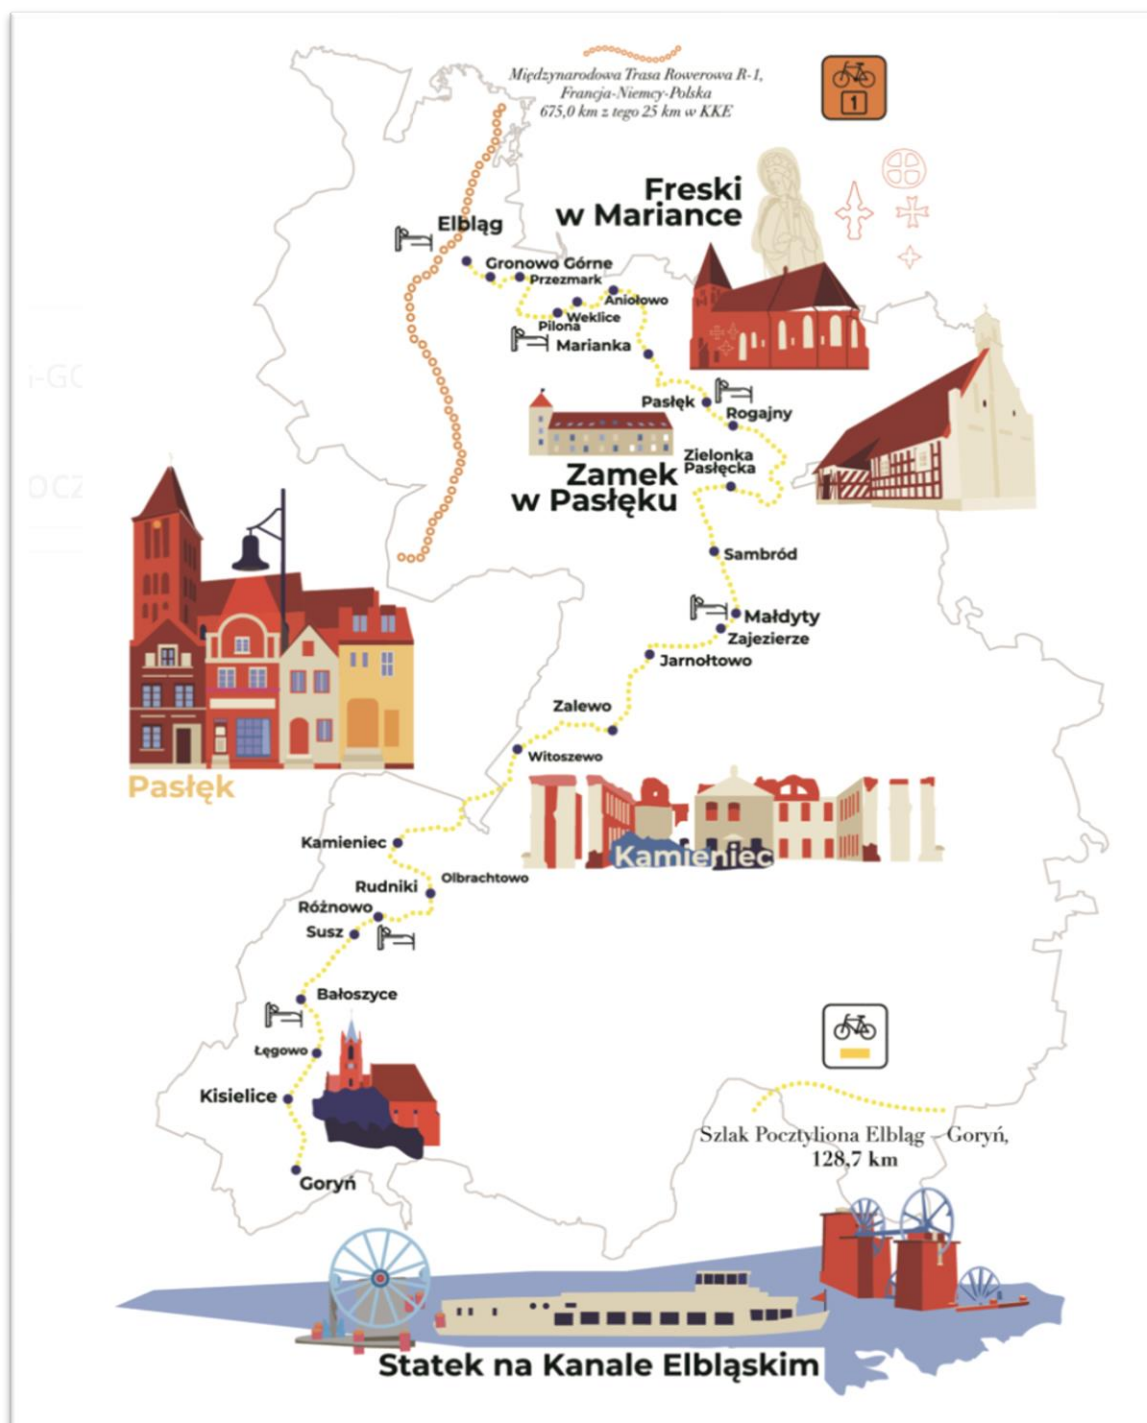 Międzynarodowa Trasa Rowerowa R-1,
Francja-Niemcy-Polska
675,0 km z tego 25 km w KKE
1
Freski
w Mariance
Elbląg
Gronowo Górne
Przezmark
Aniołowo
Weklice
Pilona
Marianka
Pasłęk
Rogajny
Zielonka
Pasłęcka
Zamek
w Pasłęku
Sambród
Małdyty
Zajezierze
Jarnołtowo
Zalewo
Witoszewo
Pasłęk
Kamieniec
Kamieniec
Olbrachtowo
Rudniki
Różnowo
Susz
Bałoszyce
Łęgowo
Kisielice
Goryń
Szlak Pocztyliona Elbląg – Goryń,
128,7 km
Statek na Kanale Elbląskim